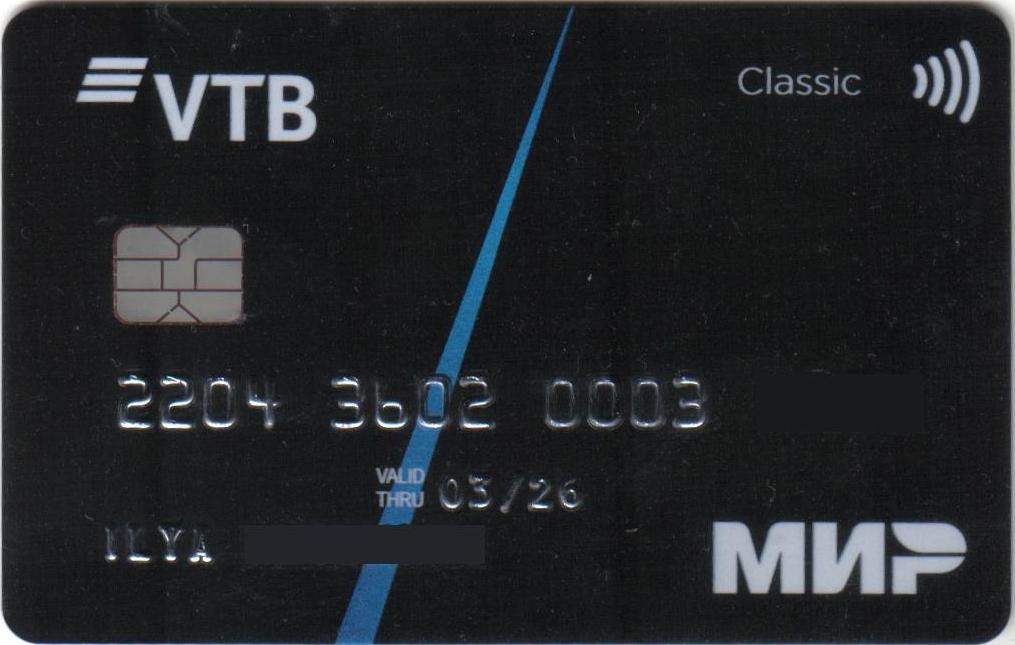 VTB
Classic
2204 3602 0003
VALID
THRU 03/26
ILYA
МИР